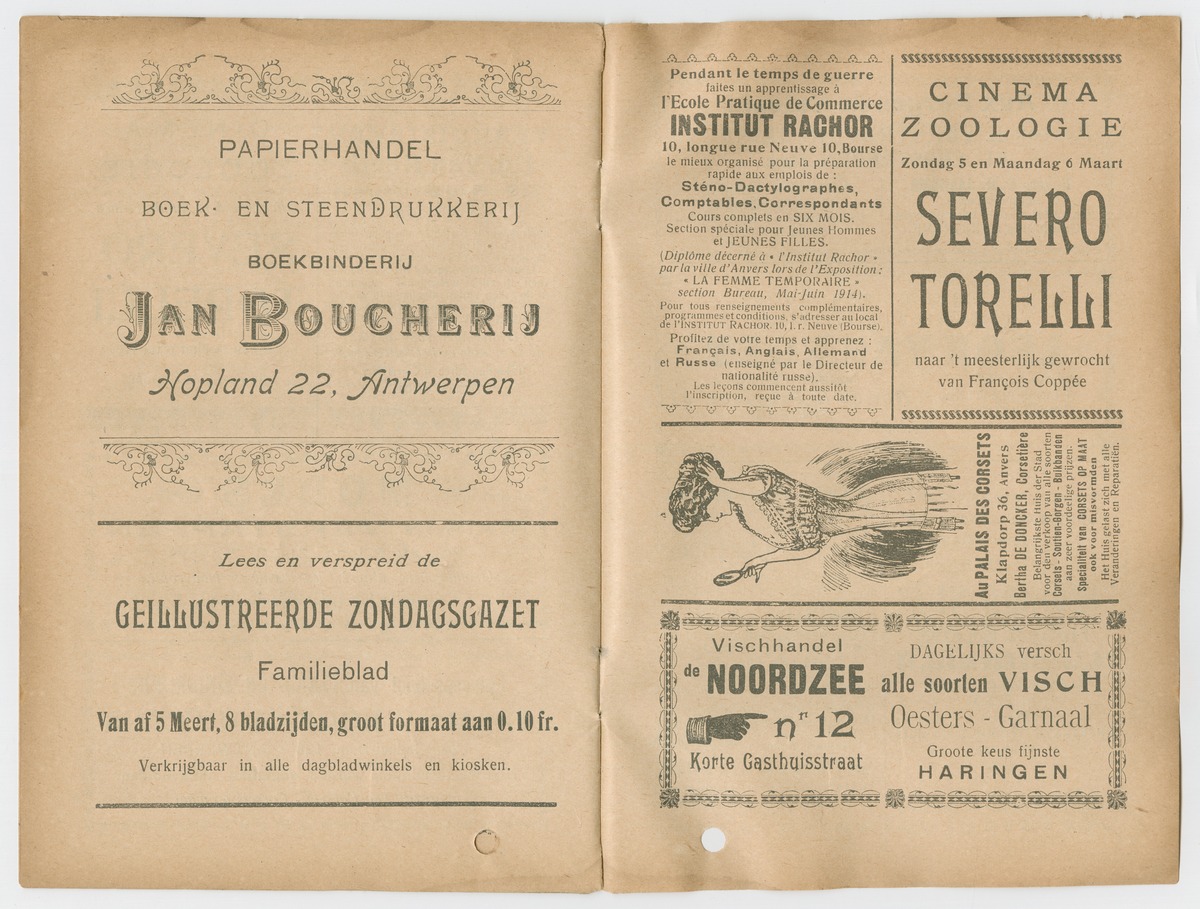 PAPIERHANDEL
BOEK- EN STEENDRUKKERIJ
BOEKBINDERIJ
JAN BOUCHERIJ
Hopland 22, Antwerpen
Lees en verspreid de
GEILLUSTREERDE ZONDAGSGAZET
Familieblad
Van af 5 Meert, 8 bladzijden, groot formaat aan 0.10 fr.
Verkrijgbaar in alle dagbladwinkels en kiosken.
Pendant le temps de guerre
faites un apprentissage à
l'Ecole Pratique de Commerce
INSTITUT RACHOR
10, longue rue Neuve 10, Bourse
le mieux organisé pour la préparation
rapide aux emplois de :
Sténo-Dactylographes,
Comptables, Correspondants
Cours complets en SIX MOIS.
Section spéciale pour Jeunes Hommes
et JEUNES FILLES.
(Diplôme décerné à « l'Institut Rachor »
par la ville d'Anvers lors de l'Exposition :
« LA FEMME TEMPORAIRE »
section Bureau, Mai-Juin 1914).
Pour tous renseignements complémentaires,
programmes et conditions, s'adresser au local
de l'INSTITUT RACHOR. 10, l. r. Neuve (Bourse).
Profitez de votre temps et apprenez :
Français, Anglais, Allemand
et Russe (enseigné par le Directeur de
nationalité russe).
Les leçons commencent aussitôt
l'inscription, reçue à toute date.
CINEMA
ZOOLOGIE
Zondag 5 en Maandag 6 Maart
SEVERO
TORELLI
naar 't meesterlijk gewrocht
van François Coppée
Au PALAIS DES CORSETS
Klapdorp 36, Anvers
Bertha DE DONCKER, Corsetière
Belangrijkste Huis der Stad
voor den verkoop van alle soorten
Corsets - Soutien-Gorgen - Buikbanden
aan zeer voordeelige prijzen.
Specialiteit van CORSETS OP MAAT
ook voor misvormden
Het Huis gelast zich met alle
Veranderingen en Reparatiën.
Vischhandel
de NOORDZEE
nr 12
Korte Gasthuisstraat
DAGELIJKS versch
alle soorten VISCH
Oesters - Garnaal
Groote keus fijnste
HARINGEN